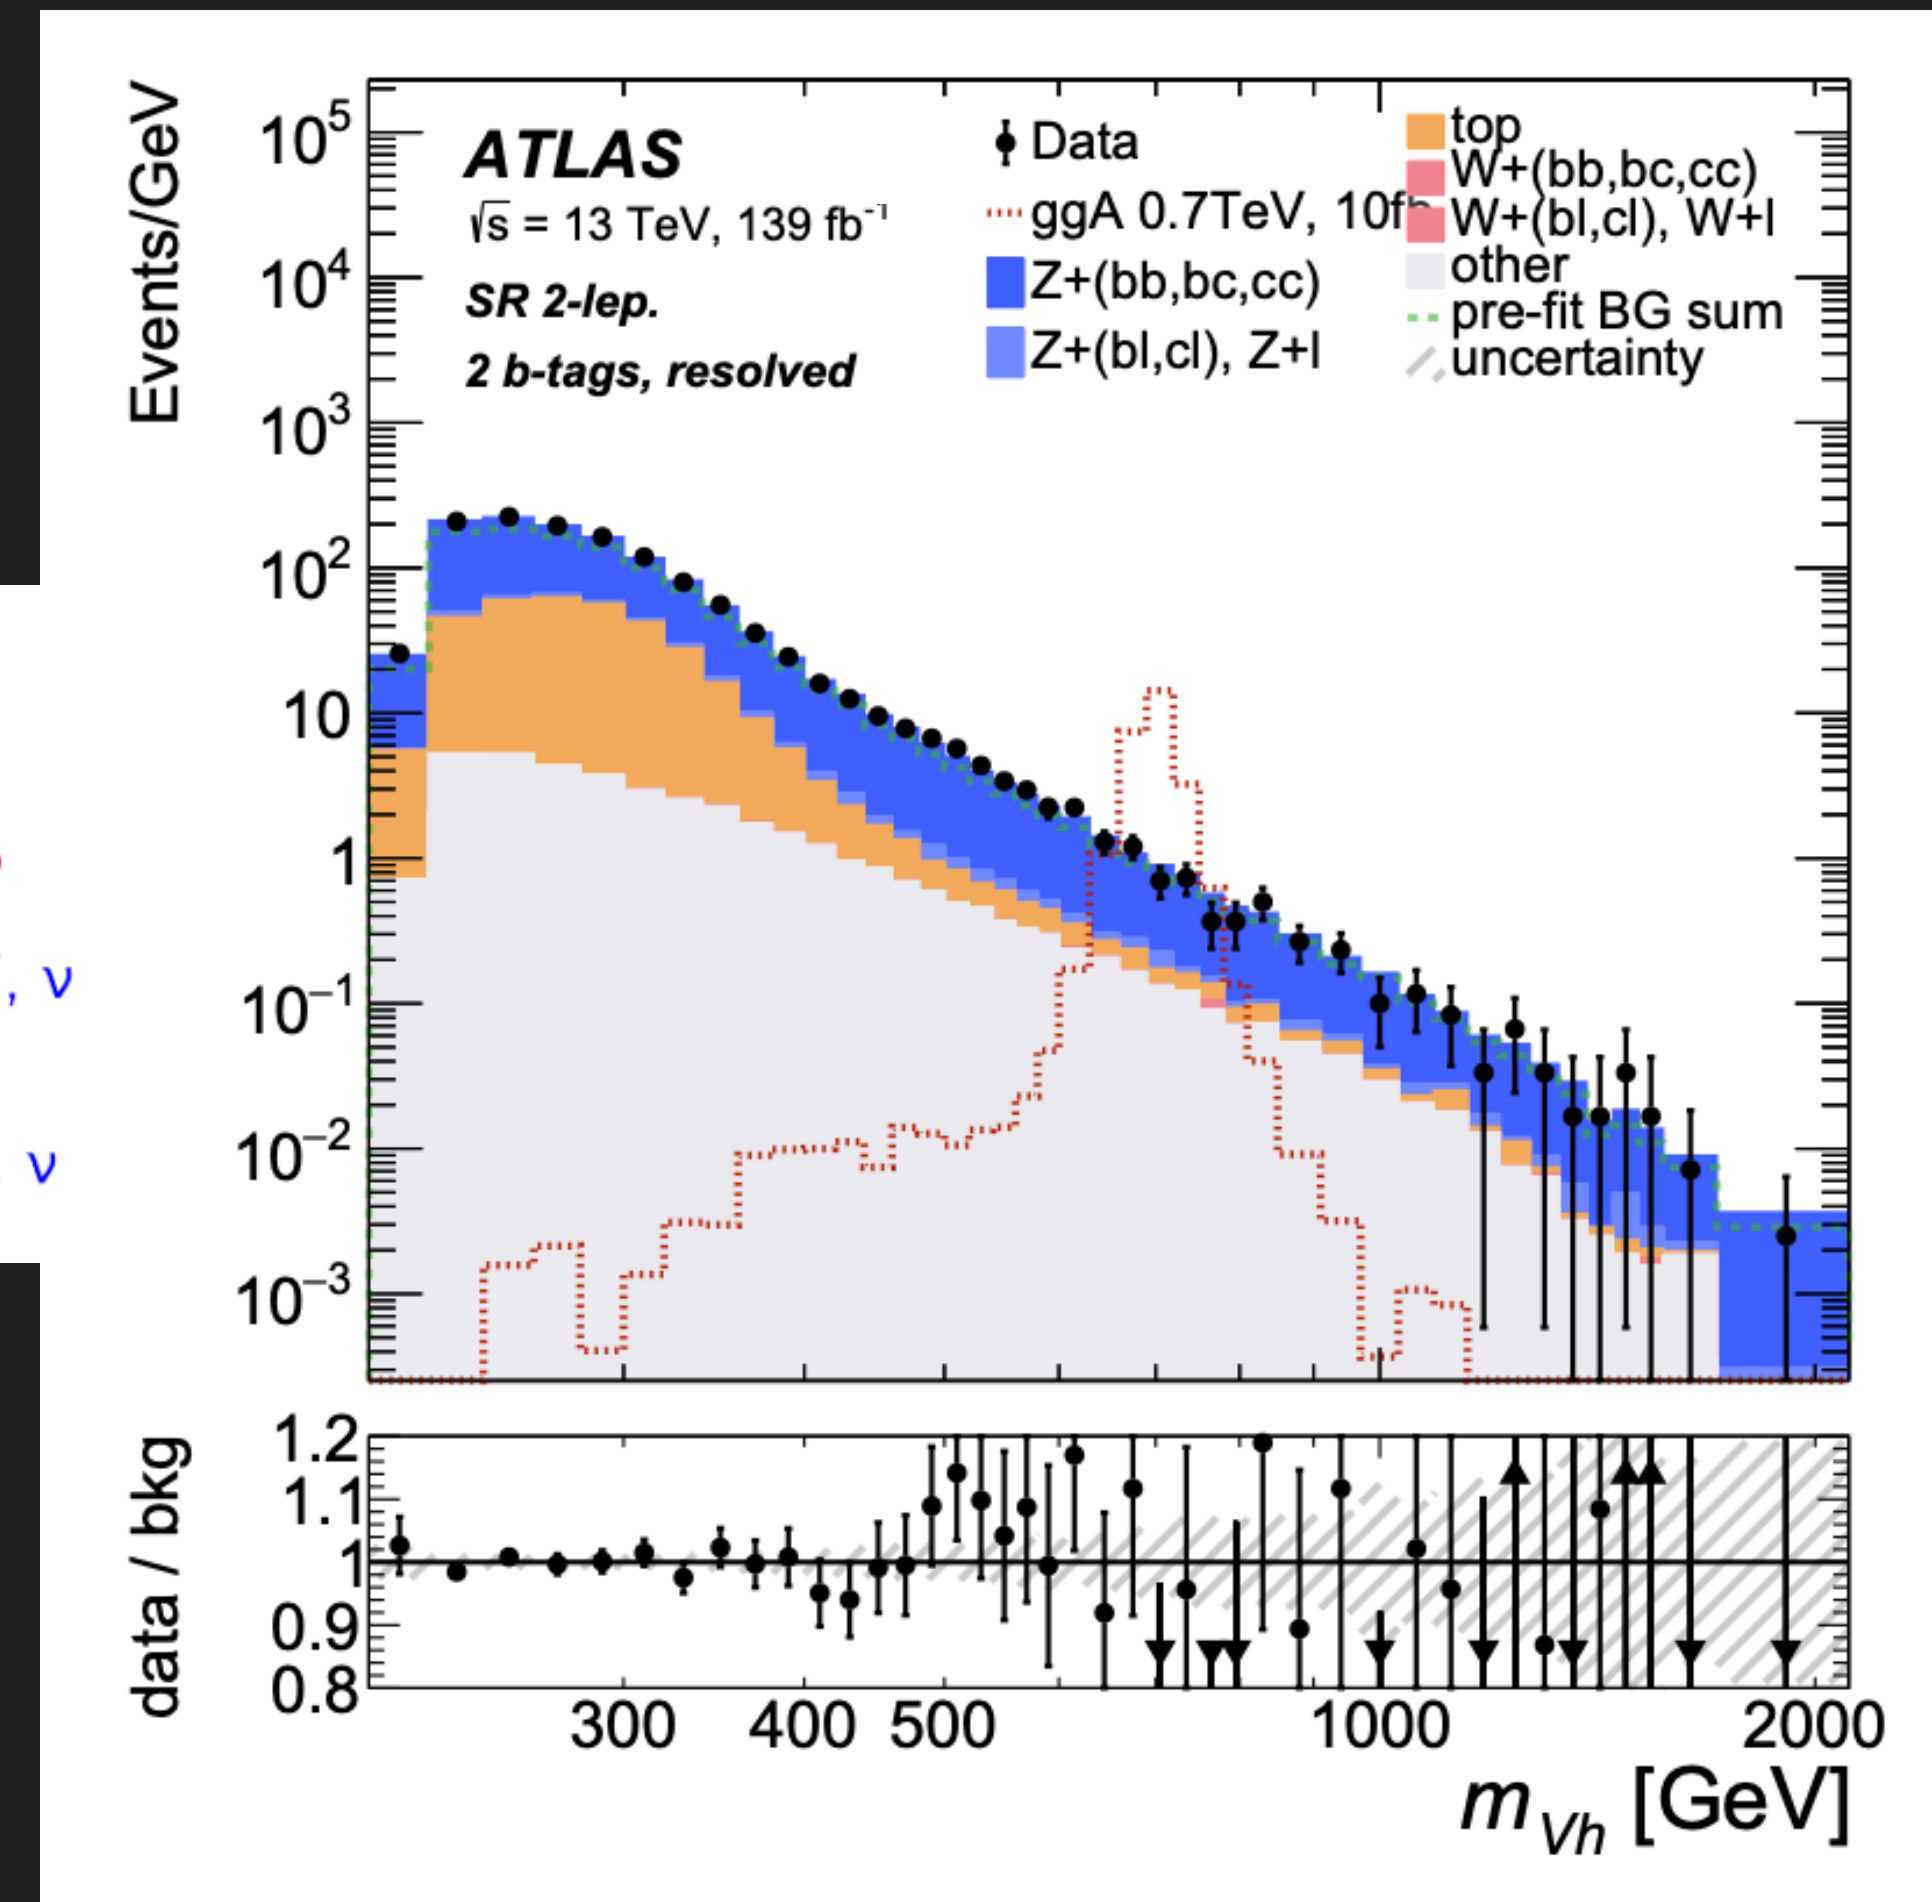 Events/GeV
10⁵
10⁴
10³
10²
10
1
10⁻¹
10⁻²
10⁻³
ATLAS
√s = 13 TeV, 139 fb⁻¹
SR 2-lep.
2 b-tags, resolved
Data
ggA 0.7TeV, 10fb
Z+(bb,bc,cc)
Z+(bl,cl), Z+l
top
W+(bb,bc,cc)
W+(bl,cl), W+l
other
pre-fit BG sum
uncertainty
, ν
ν
data / bkg
1.2
1.1
1
0.9
0.8
300 400 500 1000 2000
m_Vh [GeV]